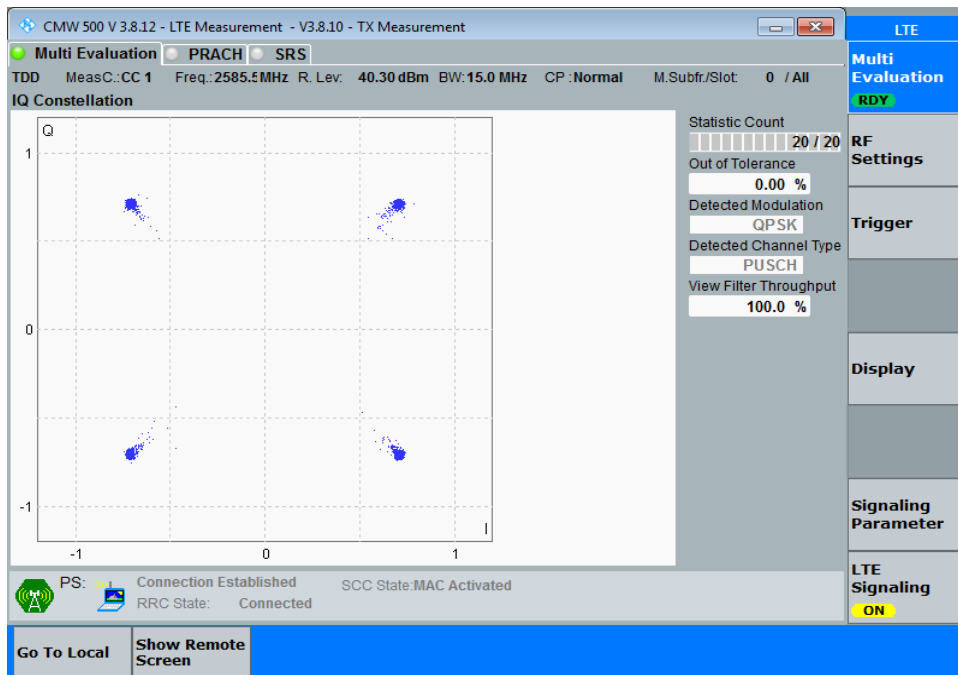 CMW 500 V 3.8.12 - LTE Measurement - V3.8.10 - TX Measurement
LTE
Multi Evaluation PRACH SRS
Multi
Evaluation
RDY
TDD MeasC.:CC 1 Freq.:2585.5MHz R. Lev: 40.30 dBm BW:15.0 MHz CP :Normal M.Subfr./Slot: 0 / All
IQ Constellation
Q
1
0
-1
-1 0 1
I
Statistic Count
20 / 20
Out of Tolerance
0.00 %
Detected Modulation
QPSK
Detected Channel Type
PUSCH
View Filter Throughput
100.0 %
RF
Settings
Trigger
Display
Signaling
Parameter
LTE
Signaling
ON
PS: Connection Established SCC State:MAC Activated
RRC State: Connected
Go To Local
Show Remote
Screen